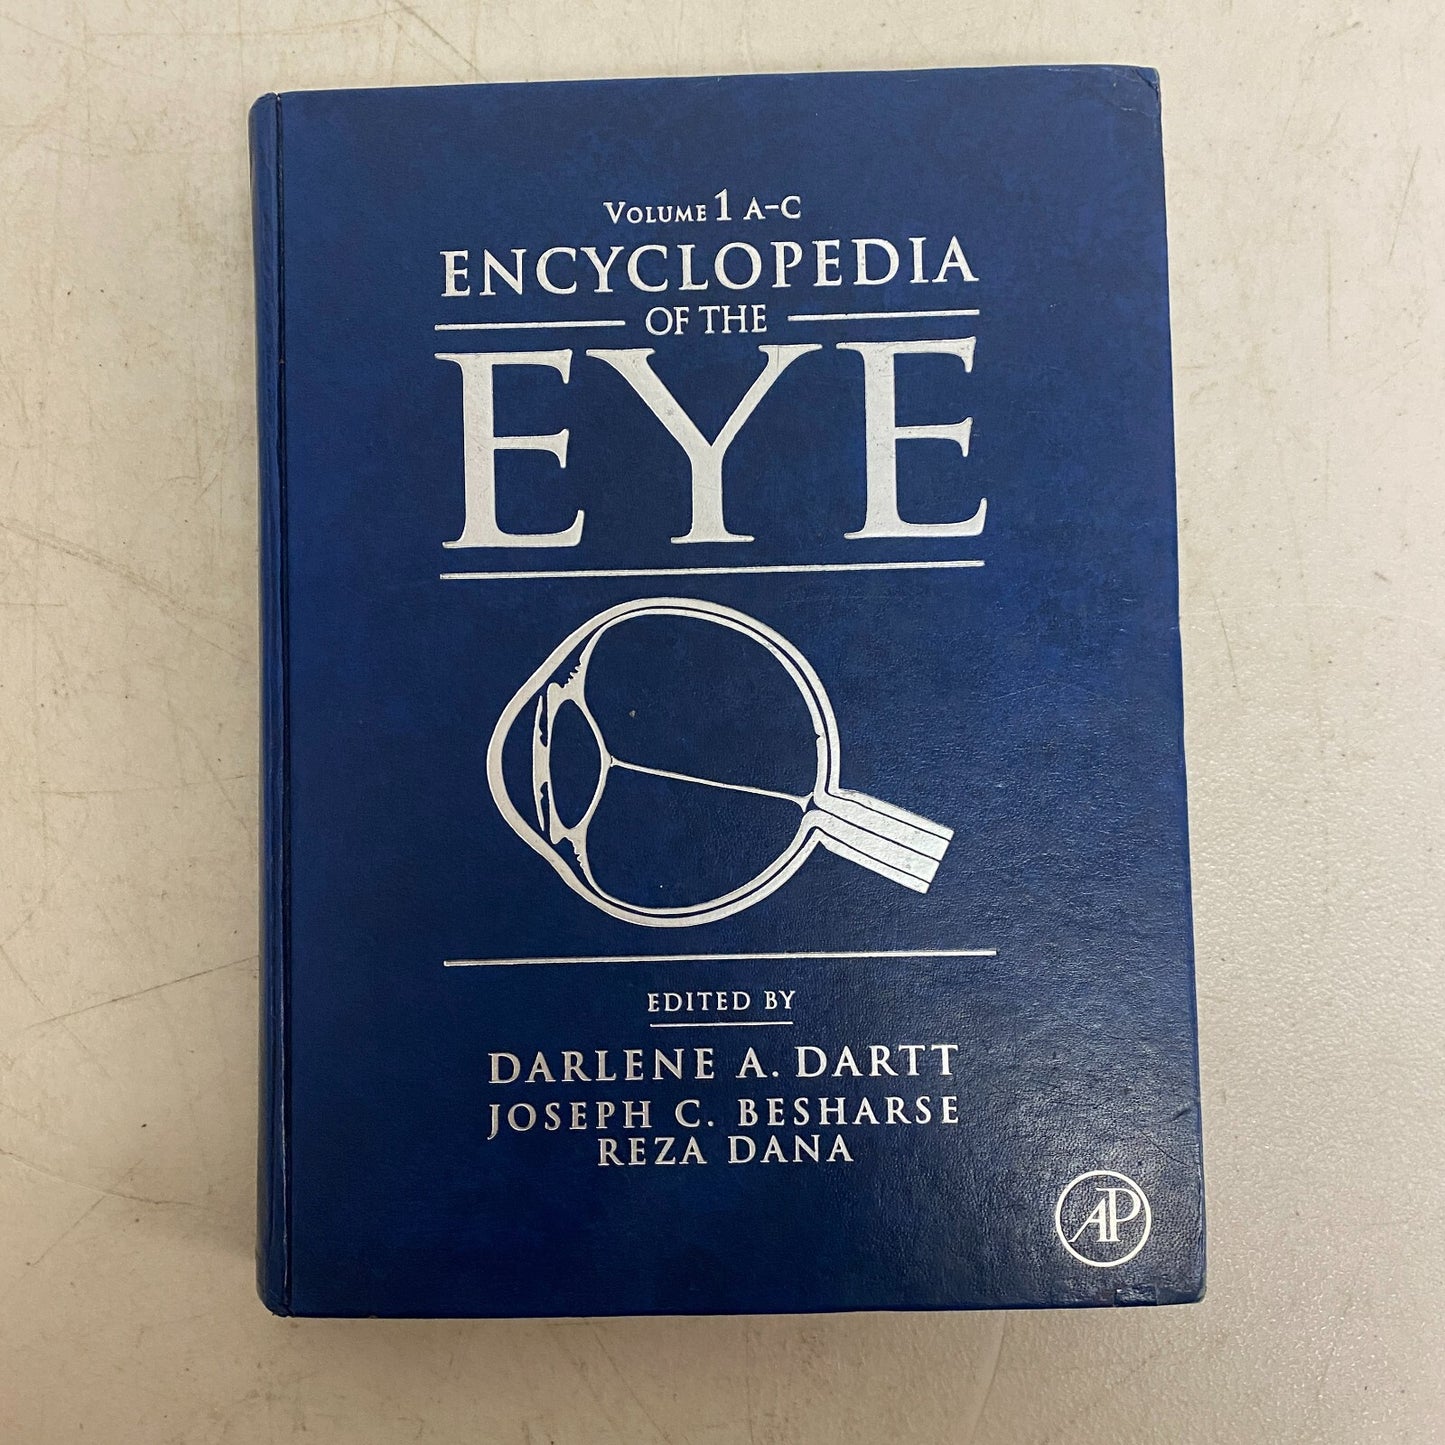 VOLUME 1 A-C
ENCYCLOPEDIA
OF THE
EYE
EDITED BY
DARLENE A. DARTT
JOSEPH C. BESHARSE
REZA DANA
AP